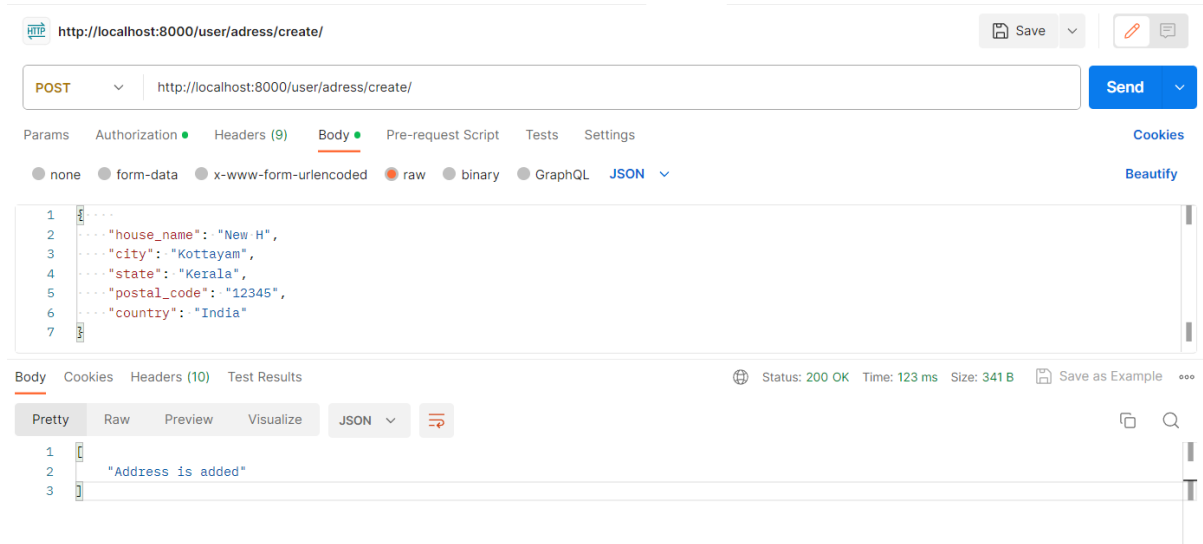 HTTP http://localhost:8000/user/adress/create/ Save
POST http://localhost:8000/user/adress/create/ Send
Params Authorization Headers (9) Body Pre-request Script Tests Settings Cookies
none form-data x-www-form-urlencoded raw binary GraphQL JSON Beautify
1 {
2 "house_name": "New H",
3 "city": "Kottayam",
4 "state": "Kerala",
5 "postal_code": "12345",
6 "country": "India"
7 }
Body Cookies Headers (10) Test Results Status: 200 OK Time: 123 ms Size: 341 B Save as Example
Pretty Raw Preview Visualize JSON
1 [
2 "Address is added"
3 ]